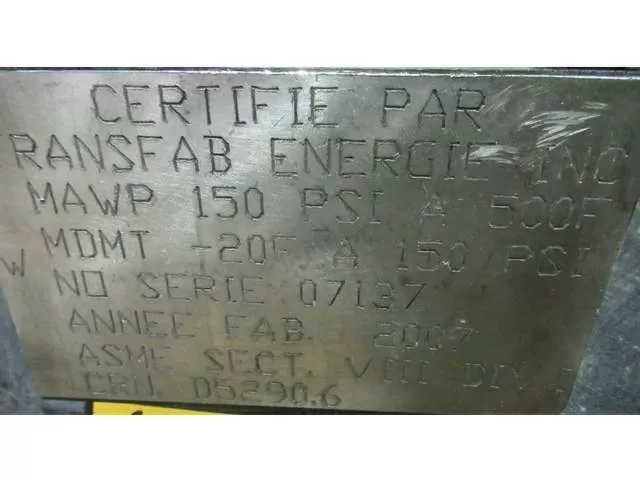 CERTIFIE PAR
RANSFAB ENERGIE INC
MAWP 150 PSI A 500F
W MDMT -20F A 150 PSI
NO SERIE 07137
ANNEE FAB. 2007
ASME SECT. VIII DIV.
CRN. 05290.6